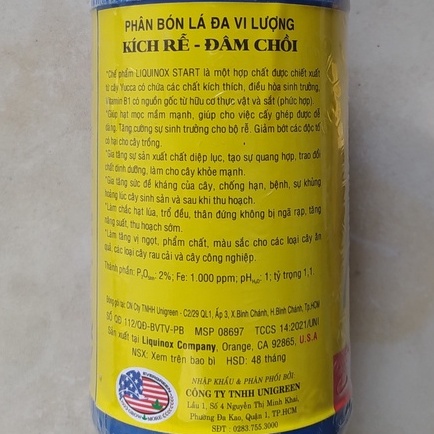 PHÂN BÓN LÁ ĐA VI LƯỢNG
KÍCH RỄ - ĐÂM CHỒI
*Chế phẩm LIQUINOX START là một hợp chất được chiết xuất
từ cây Yucca có chứa các chất kích thích, điều hòa sinh trưởng,
Vitamin B1 có nguồn gốc từ hữu cơ thực vật và sắt (phức hợp).
*Giúp hạt mọc mầm mạnh, giúp cho việc cấy ghép được dễ
dàng. Tăng cường sự sinh trưởng cho bộ rễ. Giảm bớt các độc tố
có hại cho cây trồng.
*Gia tăng sự sản xuất chất diệp lục, tạo sự quang hợp, trao đổi
chất dinh dưỡng, làm cho cây khỏe mạnh.
*Gia tăng sức đề kháng của cây, chống hạn, bệnh, sự khủng
hoảng lúc cây sinh sản và sau khi thu hoạch.
*Làm chắc hạt lúa, trổ đều, thân đứng không bị ngã rạp, tăng
năng suất, thu hoạch sớm.
*Làm tăng vị ngọt, phẩm chất, màu sắc cho các loại cây ăn
quả, các loại cây rau cải và cây công nghiệp.
Thành phần: P₂O₅ₕₕ: 2%; Fe: 1.000 ppm; pH_H₂O: 1; tỷ trọng 1,1.
Đóng gói tại: CN Cty TNHH Unigreen - C2/29 QL1, Ấp 3, X.Bình Chánh, H.Bình Chánh, Tp.HCM
SỐ QĐ 112/QĐ-BVTV-PB MSP 08697 TCCS 14:2021/UNI
Sản xuất tại Liquinox Company, Orange, CA 92865, U.S.A
NSX: Xem trên bao bì HSD: 48 tháng
NHẬP KHẨU & PHÂN PHỐI BỞI
CÔNG TY TNHH UNIGREEN
Lầu 1, Số 4 Nguyễn Thị Minh Khai,
Phường Đa Kao, Quận 1, TP.HCM
SĐT : 0283.755.3000